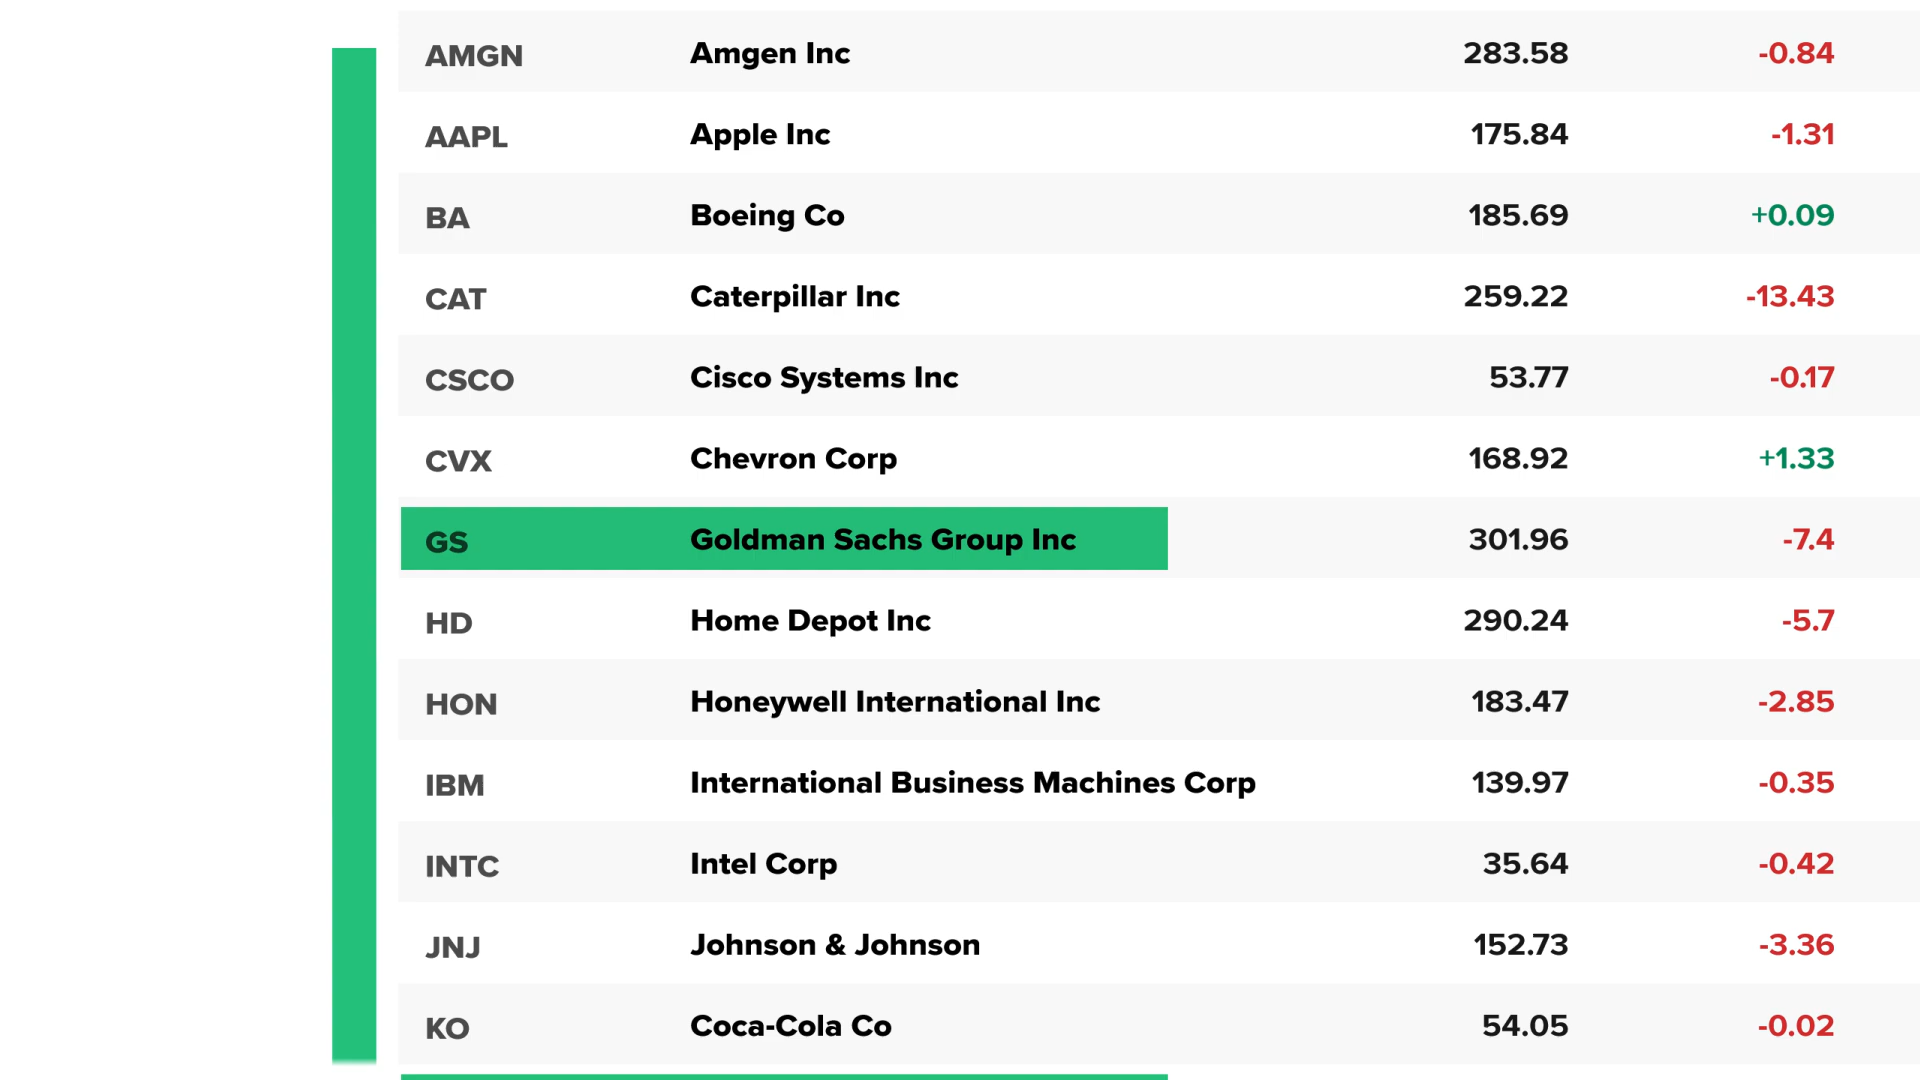 AMGN Amgen Inc 283.58 -0.84
AAPL Apple Inc 175.84 -1.31
BA Boeing Co 185.69 +0.09
CAT Caterpillar Inc 259.22 -13.43
CSCO Cisco Systems Inc 53.77 -0.17
CVX Chevron Corp 168.92 +1.33
GS Goldman Sachs Group Inc 301.96 -7.4
HD Home Depot Inc 290.24 -5.7
HON Honeywell International Inc 183.47 -2.85
IBM International Business Machines Corp 139.97 -0.35
INTC Intel Corp 35.64 -0.42
JNJ Johnson & Johnson 152.73 -3.36
KO Coca-Cola Co 54.05 -0.02